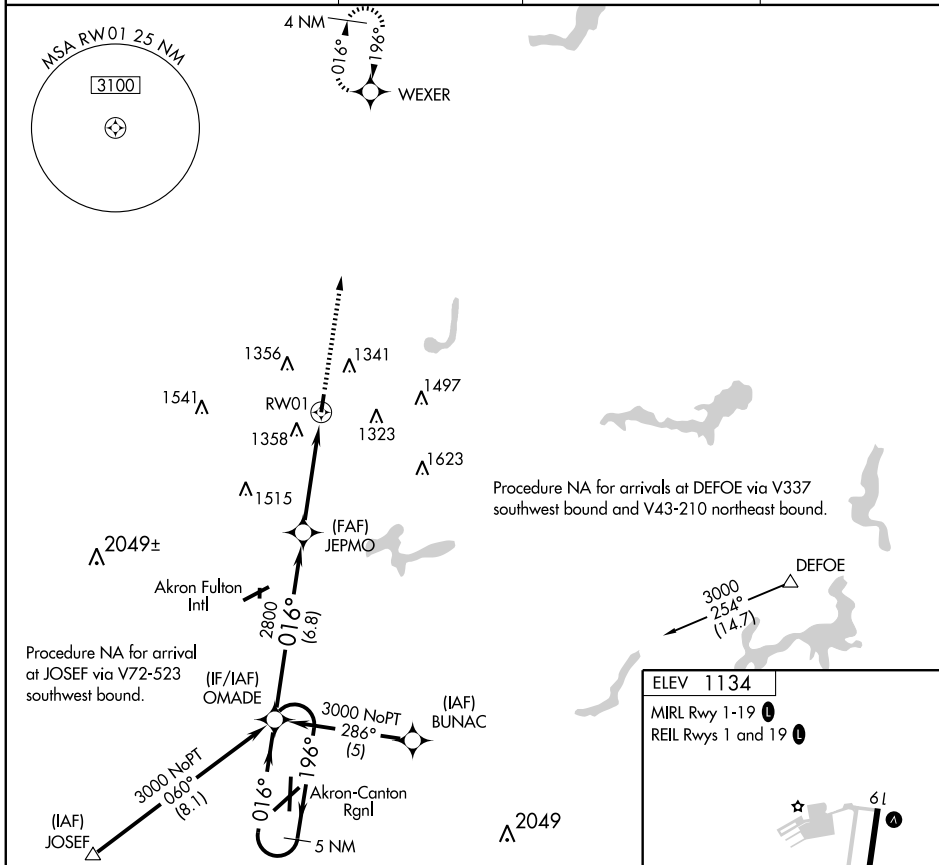 MSA RW01 25 NM
3100
4 NM
016°
196°
WEXER
1356
1341
1541
RW01
1497
1358
1323
1623
1515
Procedure NA for arrivals at DEFOE via V337
southwest bound and V43-210 northeast bound.
(FAF)
JEPMO
2049±
Akron Fulton
Intl
2800
016°
(6.8)
DEFOE
3000
254°
(14.7)
Procedure NA for arrival
at JOSEF via V72-523
southwest bound.
(IF/IAF)
OMADE
3000 NoPT
286°
(5)
(IAF)
BUNAC
3000 NoPT
060°
(8.1)
016°
196°
Akron-Canton
Rgnl
5 NM
(IAF)
JOSEF
2049
ELEV 1134
MIRL Rwy 1-19 L
REIL Rwys 1 and 19 L
19
A